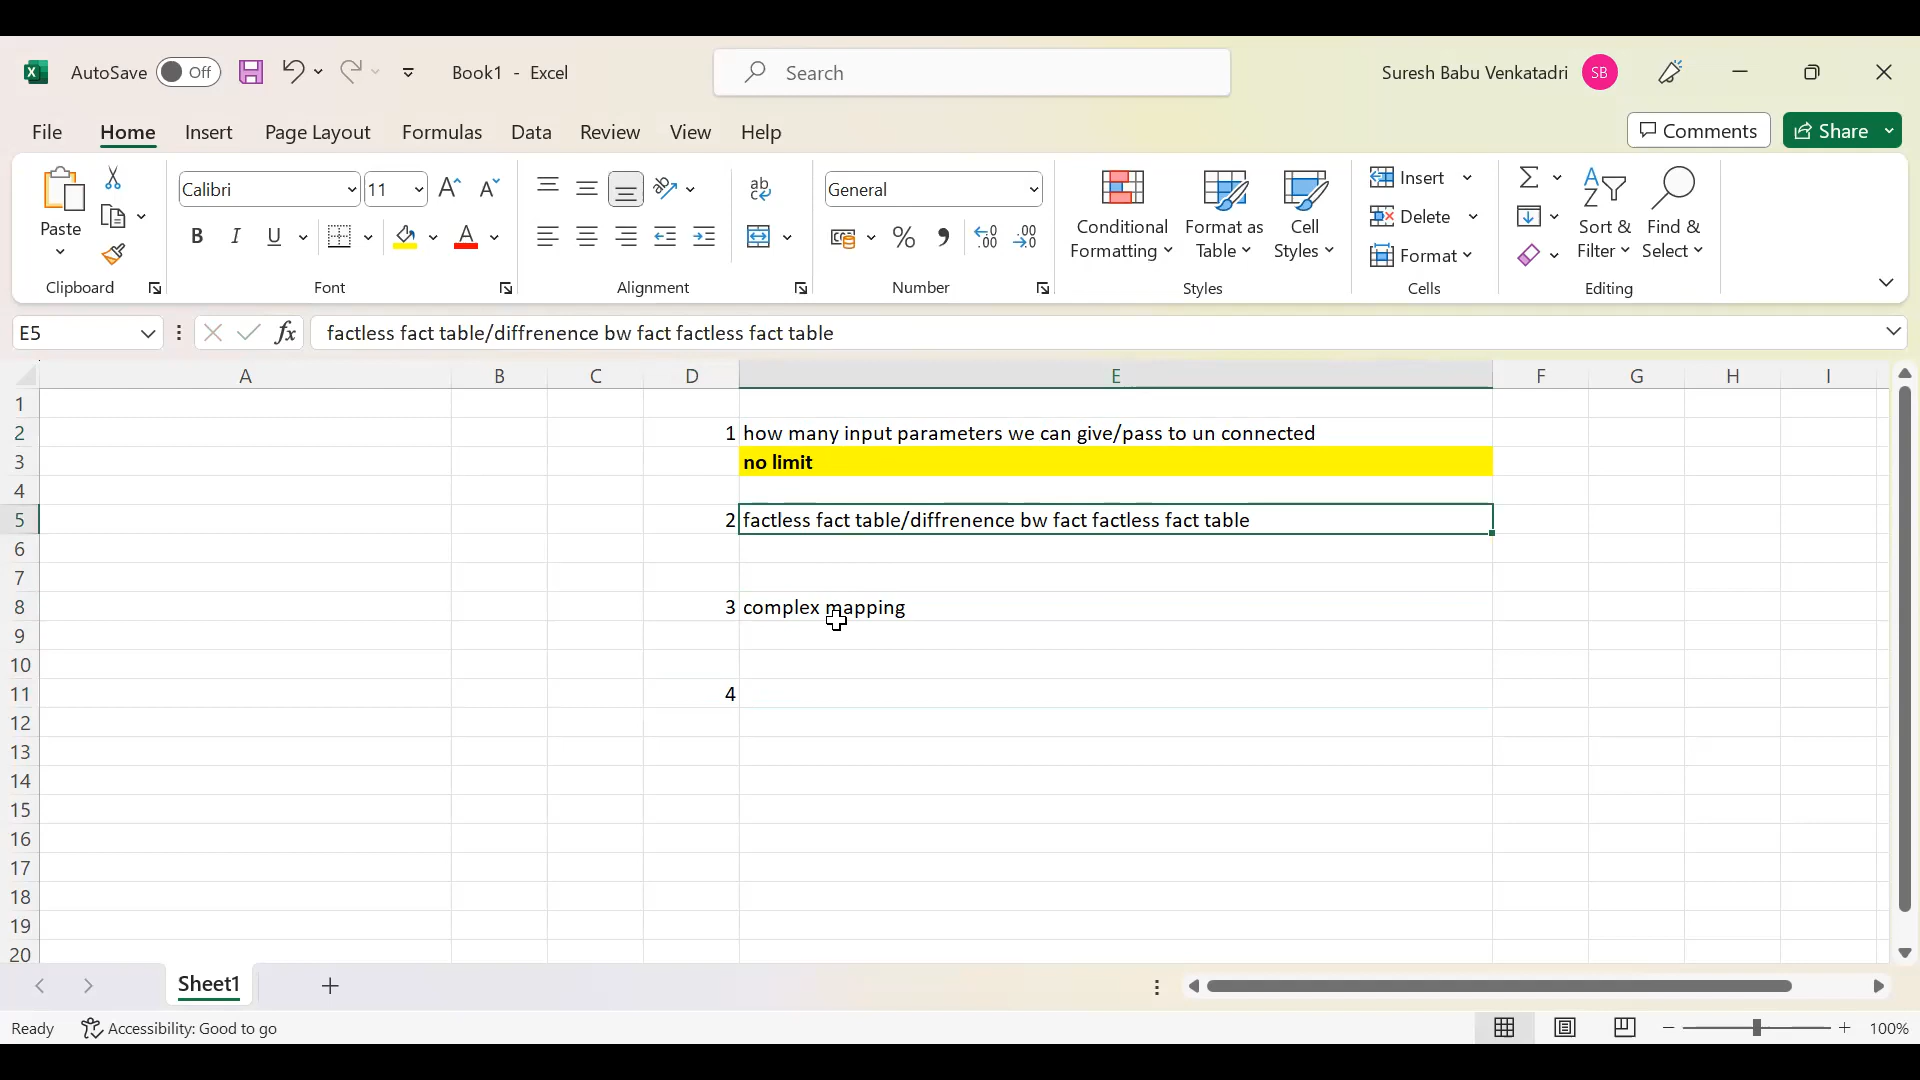 AutoSave Off Book1 - Excel Search Suresh Babu Venkatadri SB
File Home Insert Page Layout Formulas Data Review View Help Comments Share
Paste
Clipboard
Calibri 11 A A
B I U A
Font
ab
ab c
Alignment
General
% , .00 .00
Number
Conditional Formatting
Format as Table
Cell Styles
Styles
Insert
Delete
Format
Cells
Sort & Filter
Find & Select
Editing
E5 fx factless fact table/diffrenence bw fact factless fact table
A B C D E F G H I
1
2 1 how many input parameters we can give/pass to un connected
3 no limit
4
5 2 factless fact table/diffrenence bw fact factless fact table
6
7
8 3 complex mapping
9
10
11 4
12
13
14
15
16
17
18
19
20
Sheet1
Ready Accessibility: Good to go 100%